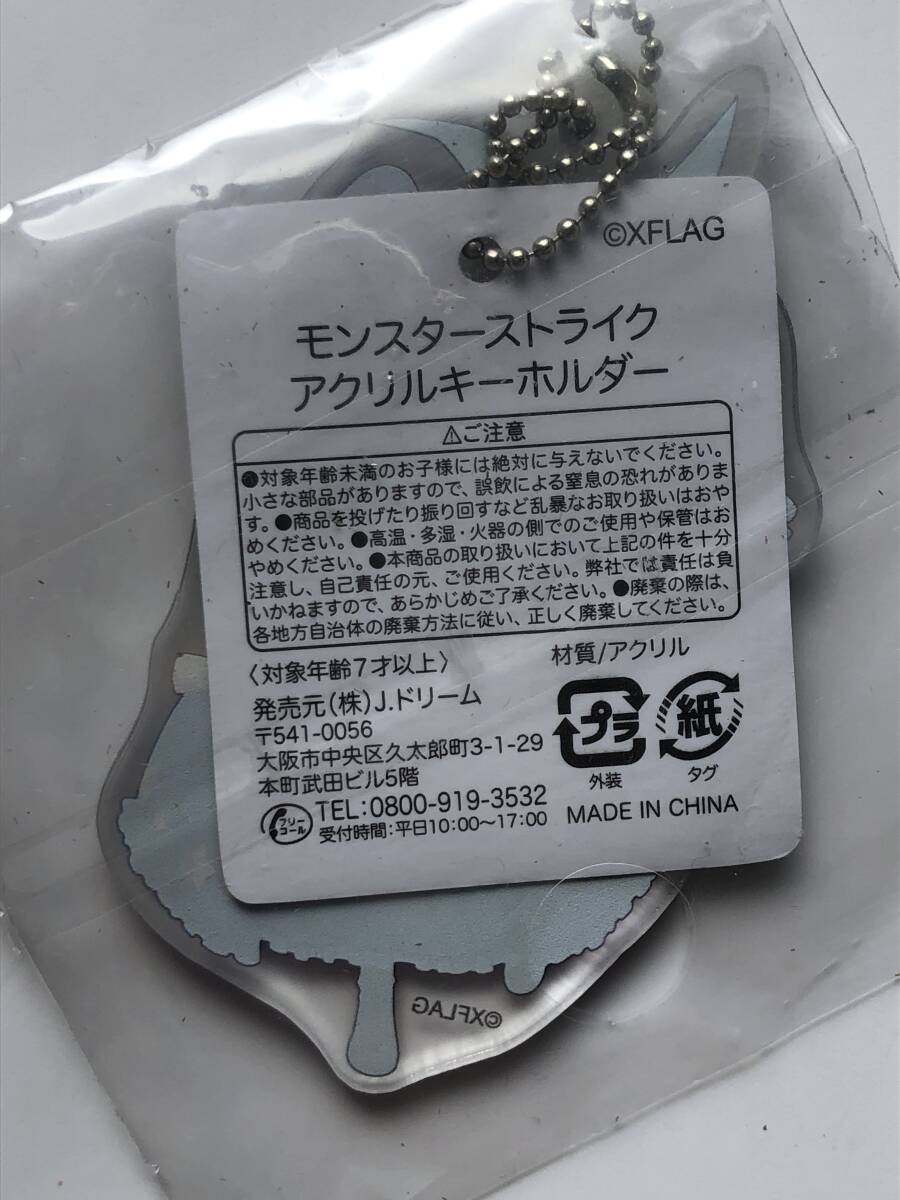 ©XFLAG
モンスターストライク
アクリルキーホルダー
⚠ご注意
●対象年齢未満のお子様には絶対に与えないでください。
小さな部品がありますので、誤飲による窒息の恐れがありま
す。●商品を投げたり振り回すなど乱暴なお取り扱いはおや
めください。●高温・多湿・火器の側でのご使用や保管はお
やめください。●本商品の取り扱いにおいて上記の件を十分
注意し、自己責任の元、ご使用ください。弊社では責任は負
いかねますので、あらかじめご了承ください。●廃棄の際は、
各地方自治体の廃棄方法に従い、正しく廃棄してください。
〈対象年齢7才以上〉
材質/アクリル
発売元(株)J.ドリーム
〒541-0056
大阪市中央区久太郎町3-1-29
本町武田ビル5階
プラ
外装
紙
タグ
フリー
コール
TEL:0800-919-3532
受付時間:平日10:00〜17:00
MADE IN CHINA
©XFLAG